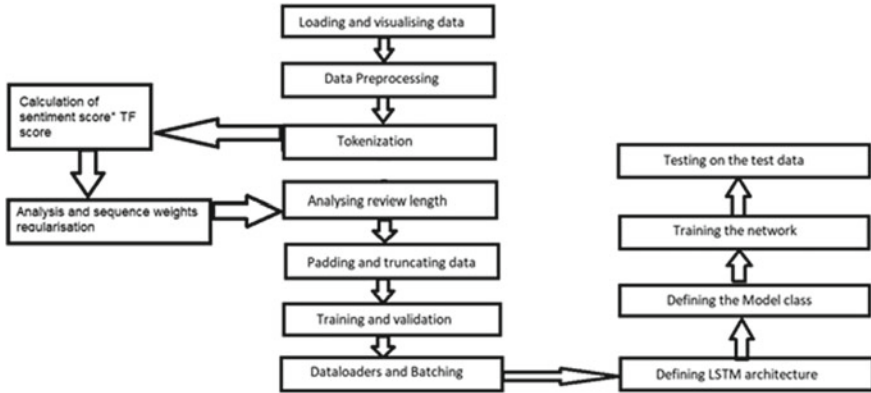 Loading and visualising data
Data Preprocessing
Tokenization
Calculation of
sentiment score* TF
score
Analysis and sequence weights
regularisation
Analysing review length
Padding and truncating data
Training and validation
Dataloaders and Batching
Defining LSTM architecture
Defining the Model class
Training the network
Testing on the test data